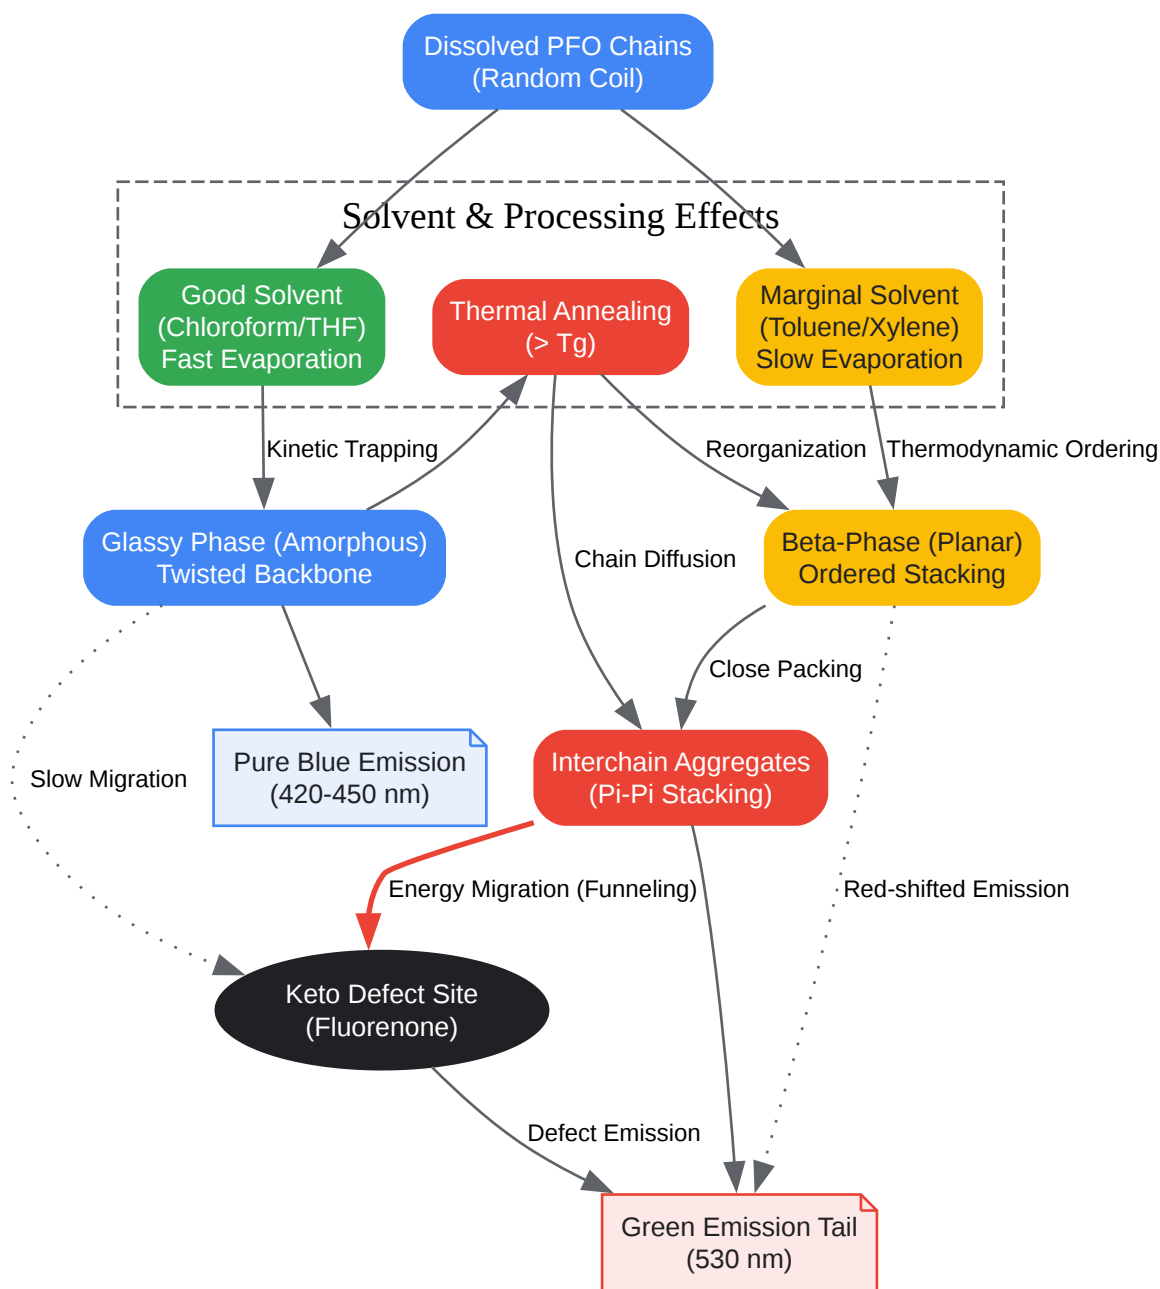 Dissolved PFO Chains
(Random Coil)
Solvent & Processing Effects
Good Solvent
(Chloroform/THF)
Fast Evaporation
Thermal Annealing
(> Tg)
Marginal Solvent
(Toluene/Xylene)
Slow Evaporation
Kinetic Trapping
Reorganization
Thermodynamic Ordering
Glassy Phase (Amorphous)
Twisted Backbone
Chain Diffusion
Beta-Phase (Planar)
Ordered Stacking
Close Packing
Slow Migration
Pure Blue Emission
(420-450 nm)
Interchain Aggregates
(Pi-Pi Stacking)
Energy Migration (Funneling)
Red-shifted Emission
Keto Defect Site
(Fluorenone)
Defect Emission
Green Emission Tail
(530 nm)